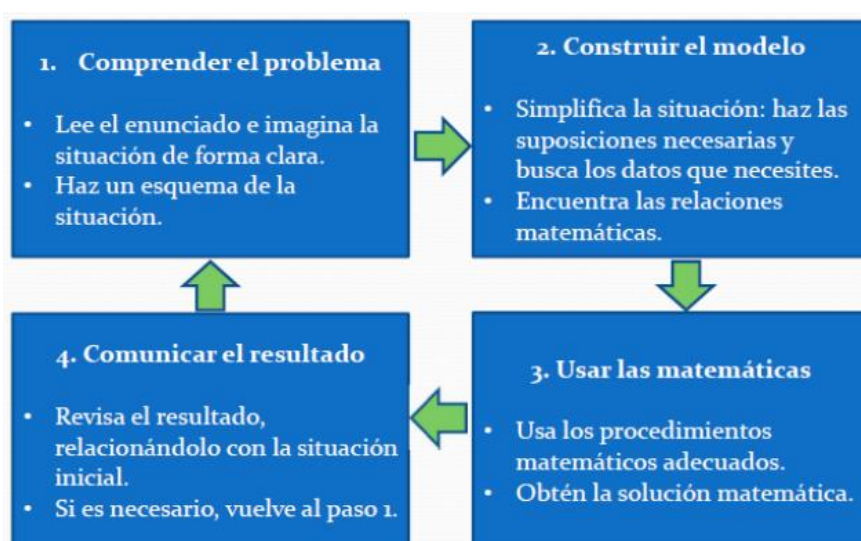 1. Comprender el problema
• Lee el enunciado e imagina la
situación de forma clara.
• Haz un esquema de la
situación.
2. Construir el modelo
• Simplifica la situación: haz las
suposiciones necesarias y
busca los datos que necesites.
• Encuentra las relaciones
matemáticas.
3. Usar las matemáticas
• Usa los procedimientos
matemáticos adecuados.
• Obtén la solución matemática.
4. Comunicar el resultado
• Revisa el resultado,
relacionándolo con la situación
inicial.
• Si es necesario, vuelve al paso 1.